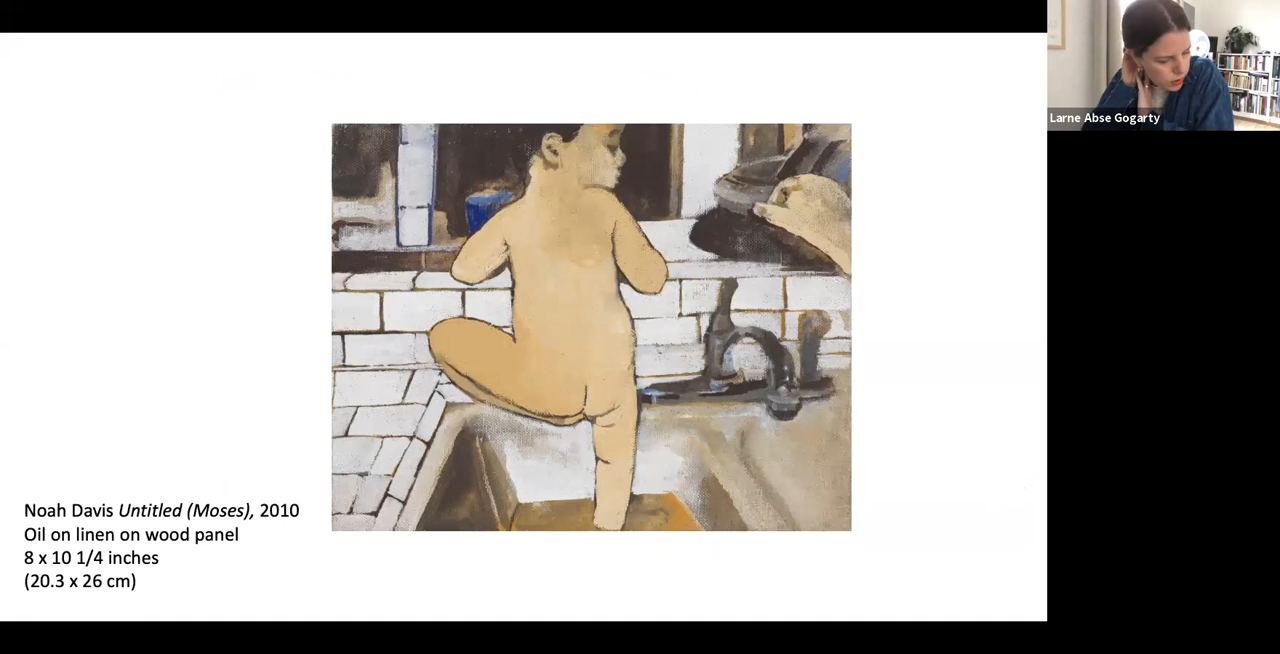 Larne Abse Gogarty
Noah Davis Untitled (Moses), 2010
Oil on linen on wood panel
8 x 10 1/4 inches
(20.3 x 26 cm)